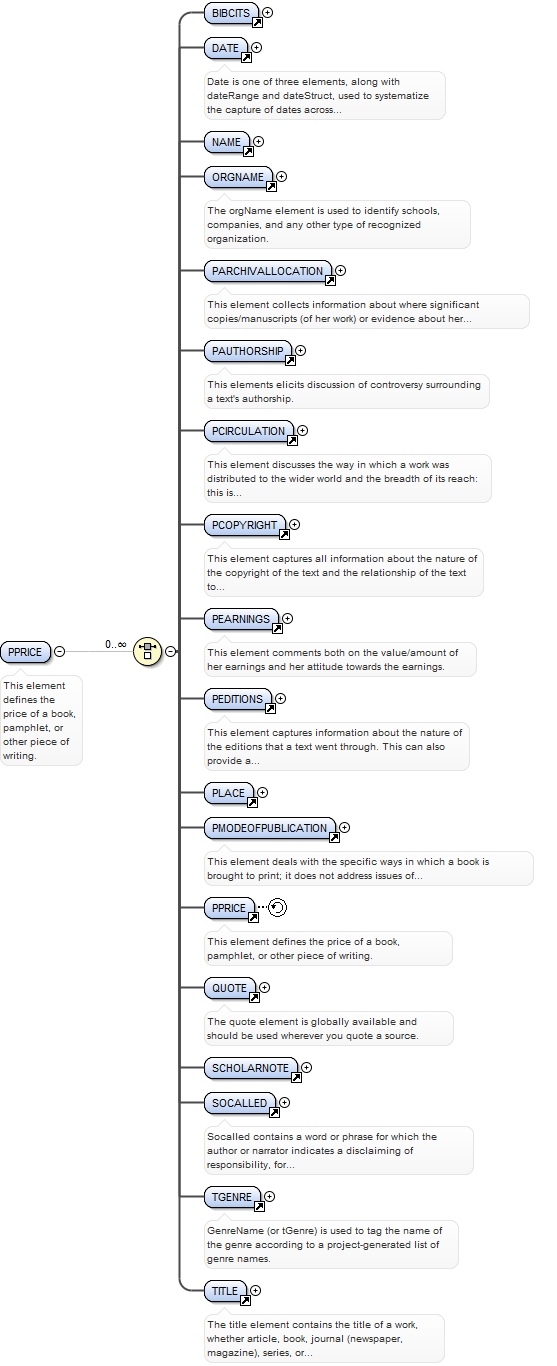 BIBCITS
DATE
Date is one of three elements, along with
dateRange and dateStruct, used to systematize
the capture of dates across...
NAME
ORGNAME
The orgName element is used to identify schools,
companies, and any other type of recognized
organization.
PARCHIVALLOCATION
This element collects information about where significant
copies/manuscripts (of her work) or evidence about her...
PAUTHORSHIP
This elements elicits discussion of controversy surrounding
a text's authorship.
PCIRCULATION
This element discusses the way in which a work was
distributed to the wider world and the breadth of its reach:
this is...
PCOPYRIGHT
This element captures all information about the nature of
the copyright of the text and the relationship of the text
to...
PEARNINGS
PPRICE
0..∞
This element comments both on the value/amount of
her earnings and her attitude towards the earnings.
This element
defines the
price of a book,
pamphlet, or
other piece of
writing.
PEDITIONS
This element captures information about the nature of
the editions that a text went through. This can also
provide a...
PLACE
PMODEOFPUBLICATION
This element deals with the specific ways in which a book is
brought to print; it does not address issues of...
PPRICE
This element defines the price of a book,
pamphlet, or other piece of writing.
QUOTE
The quote element is globally available and
should be used wherever you quote a source.
SCHOLARNOTE
SOCALLED
Socalled contains a word or phrase for which the
author or narrator indicates a disclaiming of
responsibility, for...
TGENRE
GenreName (or tGenre) is used to tag the name of
the genre according to a project-generated list of
genre names.
TITLE
The title element contains the title of a work,
whether article, book, journal (newspaper,
magazine), series, or...